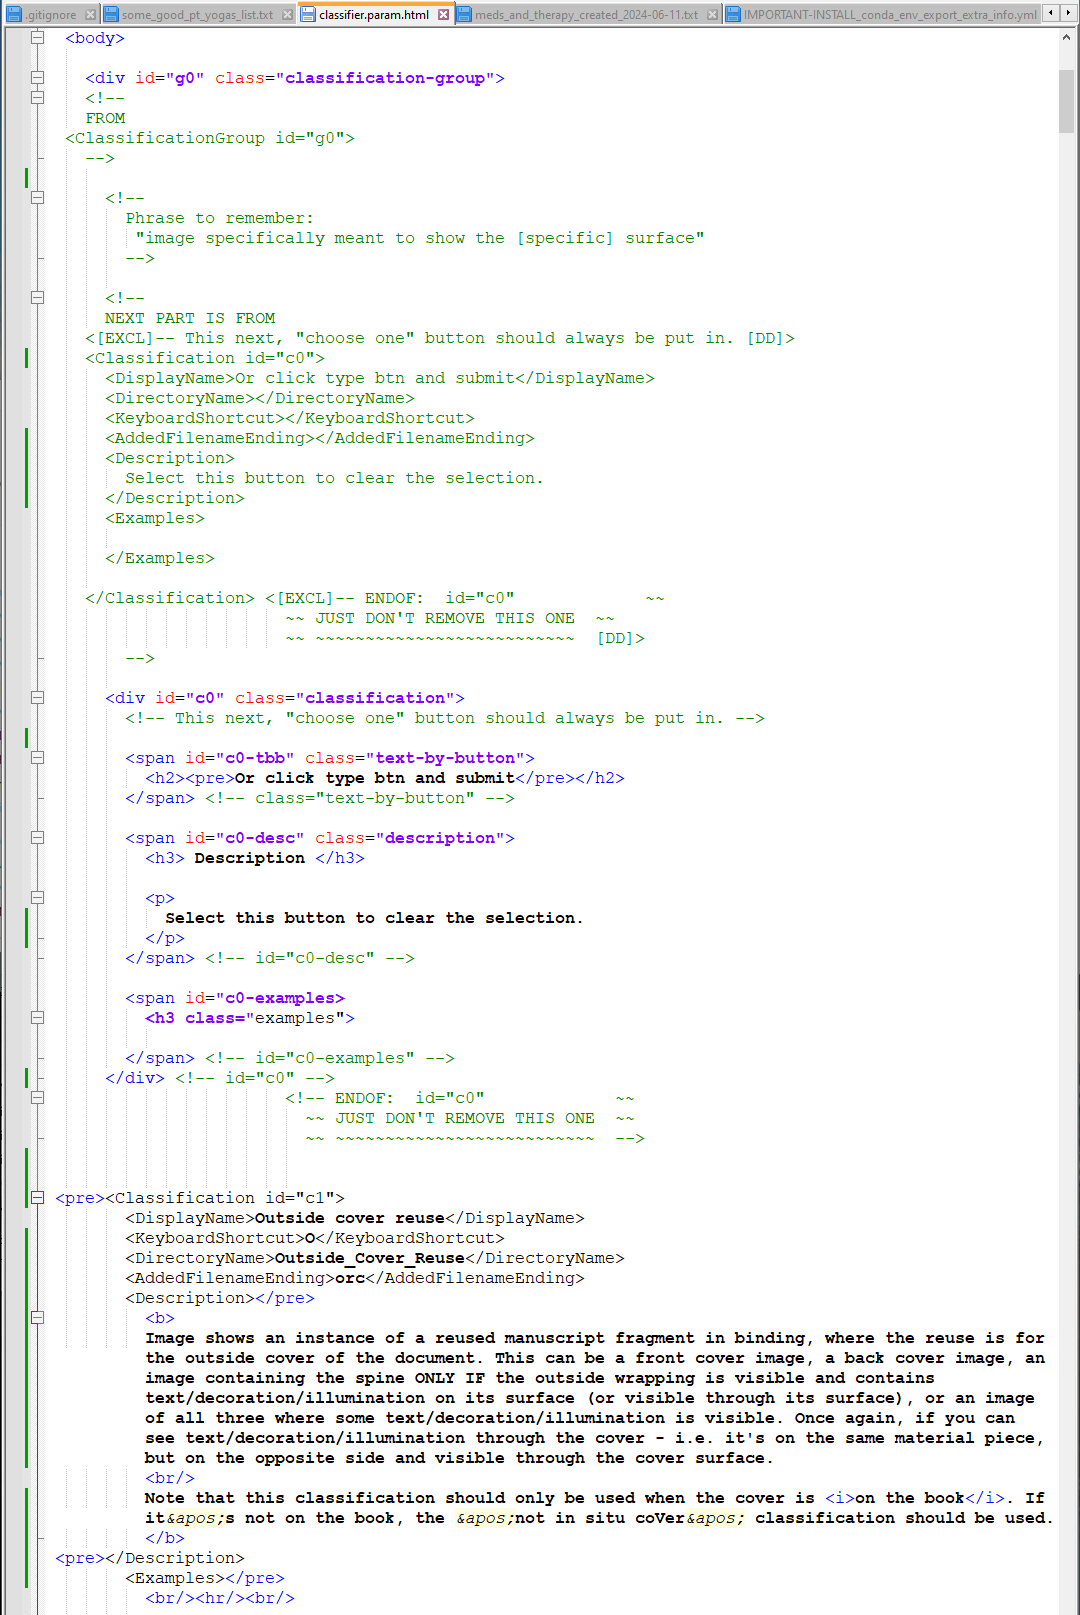 .gitignore some_good_pt_yogas_list.txt classifier.param.html meds_and_therapy_created_2024-06-11.txt IMPORTANT-INSTALL_conda_env_export_extra_info.yml
<body>
<div id="g0" class="classification-group">
<!--
FROM
<ClassificationGroup id="g0">
-->
<!--
Phrase to remember:
"image specifically meant to show the [specific] surface"
-->
<!--
NEXT PART IS FROM
<[EXCL]-- This next, "choose one" button should always be put in. [DD]>
<Classification id="c0">
<DisplayName>Or click type btn and submit</DisplayName>
<DirectoryName></DirectoryName>
<KeyboardShortcut></KeyboardShortcut>
<AddedFilenameEnding></AddedFilenameEnding>
<Description>
Select this button to clear the selection.
</Description>
<Examples>
</Examples>
</Classification> <[EXCL]-- ENDOF:  id="c0" ~~
~~ JUST DON'T REMOVE THIS ONE ~~
~~ ~~~~~~~~~~~~~~~~~~~~~~~~~~ [DD]>
-->
<div id="c0" class="classification">
<!-- This next, "choose one" button should always be put in. -->
<span id="c0-tbb" class="text-by-button">
<h2><pre>Or click type btn and submit</pre></h2>
</span> <!-- class="text-by-button" -->
<span id="c0-desc" class="description">
<h3> Description </h3>
<p>
Select this button to clear the selection.
</p>
</span> <!-- id="c0-desc" -->
<span id="c0-examples>
<h3 class="examples">
</span> <!-- id="c0-examples" -->
</div> <!-- id="c0" -->
<!-- ENDOF:  id="c0" ~~
~~ JUST DON'T REMOVE THIS ONE ~~
~~ ~~~~~~~~~~~~~~~~~~~~~~~~~~ -->
<pre><Classification id="c1">
<DisplayName>Outside cover reuse</DisplayName>
<KeyboardShortcut>O</KeyboardShortcut>
<DirectoryName>Outside_Cover_Reuse</DirectoryName>
<AddedFilenameEnding>orc</AddedFilenameEnding>
<Description></pre>
<b>
Image shows an instance of a reused manuscript fragment in binding, where the reuse is for
the outside cover of the document. This can be a front cover image, a back cover image, an
image containing the spine ONLY IF the outside wrapping is visible and contains
text/decoration/illumination on its surface (or visible through its surface), or an image
of all three where some text/decoration/illumination is visible. Once again, if you can
see text/decoration/illumination through the cover - i.e. it's on the same material piece,
but on the opposite side and visible through the cover surface.
<br/>
Note that this classification should only be used when the cover is <i>on the book</i>. If
it&apos;s not on the book, the &apos;not in situ coVer&apos; classification should be used.
</b>
<pre></Description>
<Examples></pre>
<br/><hr/><br/>